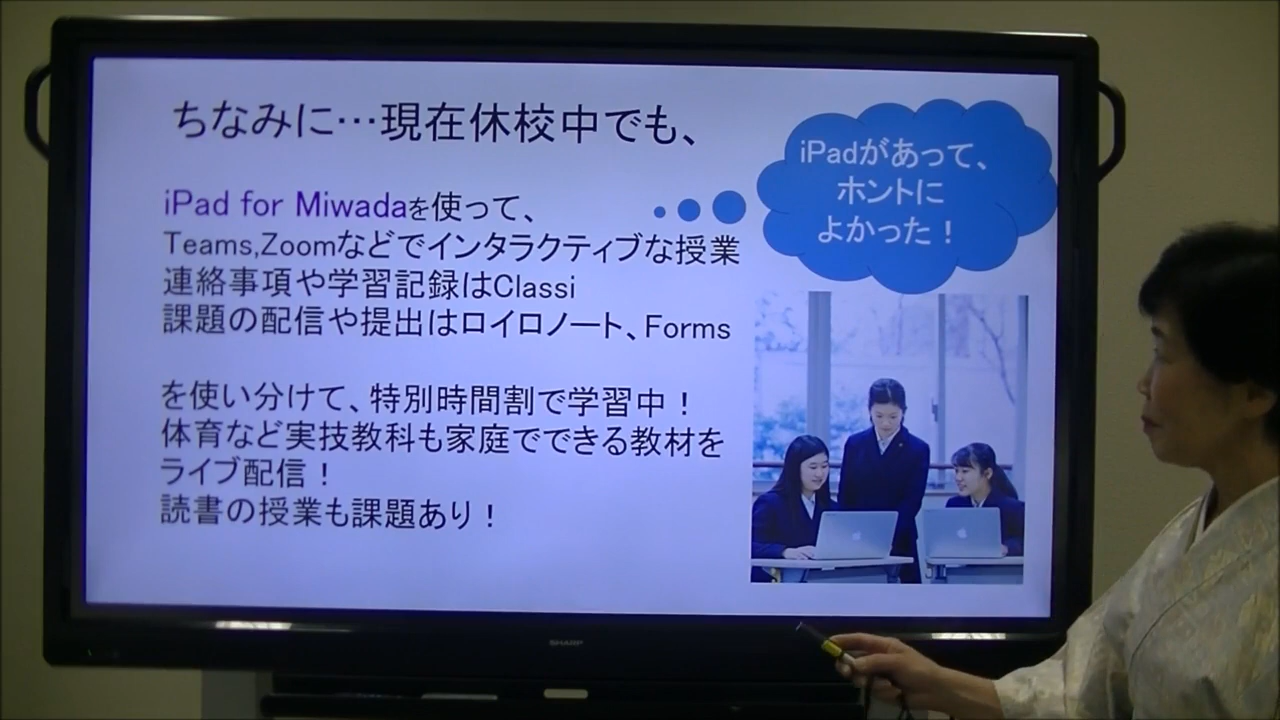 ちなみに…現在休校中でも、
iPadがあって、
ホントに
よかった！
iPad for Miwadaを使って、
Teams,Zoomなどでインタラクティブな授業
連絡事項や学習記録はClassi
課題の配信や提出はロイロノート、Forms
を使い分けて、特別時間割で学習中！
体育など実技教科も家庭でできる教材を
ライブ配信！
読書の授業も課題あり！
SHARP